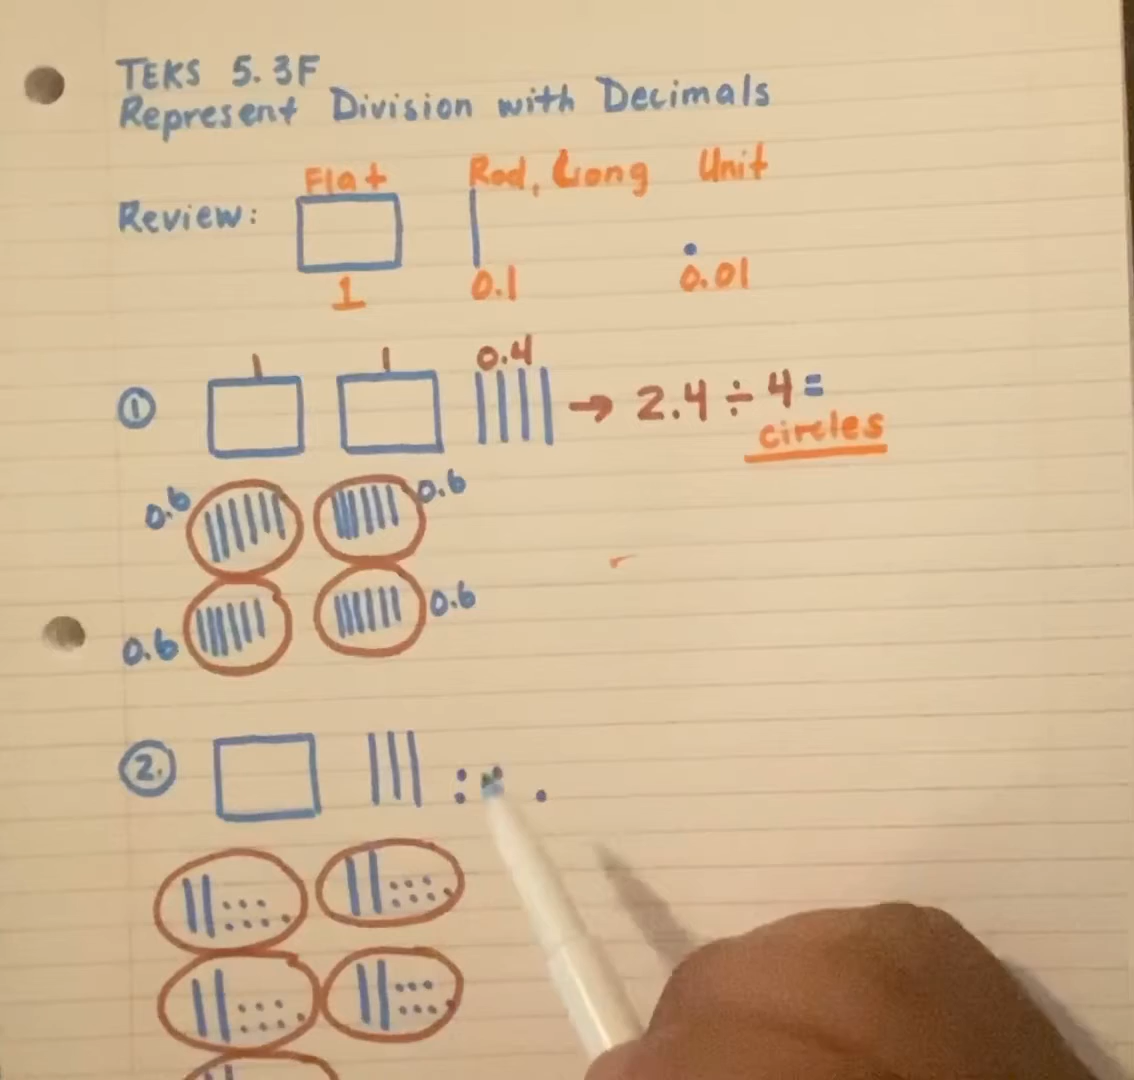 TEKS 5.3F
Represent Division with Decimals
Flat Rod, Long Unit
Review:
1 0.1 0.01
1 1 0.4
① → 2.4 ÷ 4 =
circles
0.6 0.6
0.6 0.6
②.